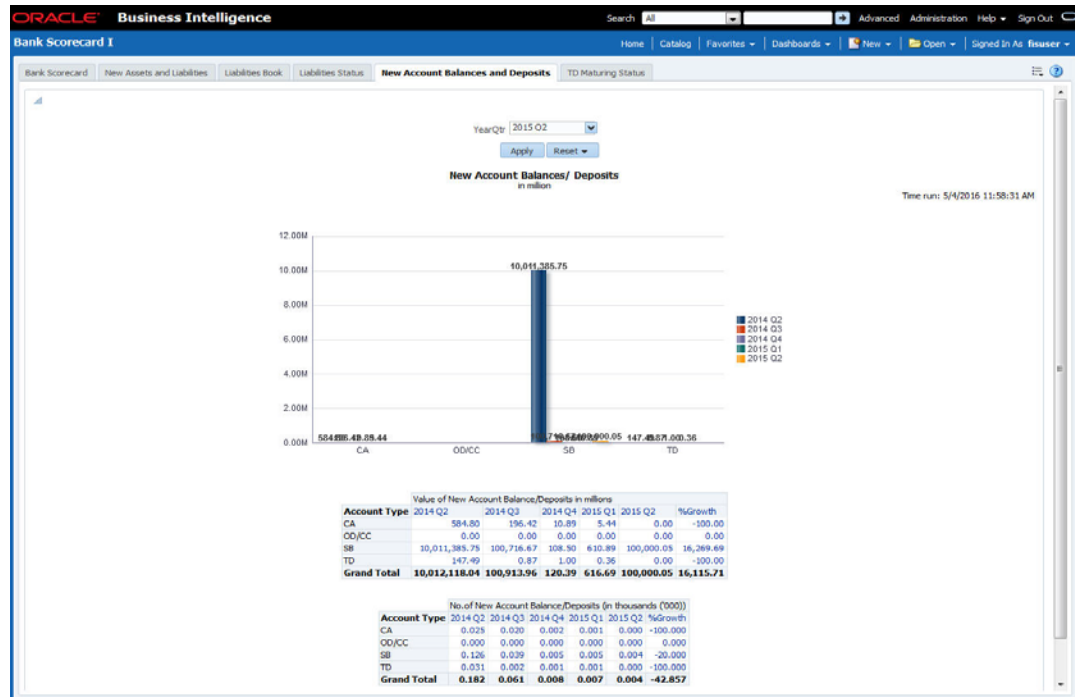 ORACLE Business Intelligence Search All Advanced Administration Help Sign Out
Bank Scorecard I Home Catalog Favorites Dashboards New Open Signed In As fisuser
Bank Scorecard New Assets and Liabilities Liabilities Book Liabilities Status New Account Balances and Deposits TD Maturing Status
YearQtr 2015 Q2
Apply Reset
New Account Balances/ Deposits
in million
Time run: 5/4/2016 11:58:31 AM
12.00M
10.00M
10,011,385.75
8.00M
2014 Q2
2014 Q3
2014 Q4
2015 Q1
2015 Q2
6.00M
4.00M
2.00M
0.00M
CA OD/CC SB TD
Value of New Account Balance/Deposits in millions
Account Type 2014 Q2 2014 Q3 2014 Q4 2015 Q1 2015 Q2 %Growth
CA 584.80 196.42 10.89 5.44 0.00 -100.00
OD/CC 0.00 0.00 0.00 0.00 0.00 0.00
SB 10,011,385.75 100,716.67 108.50 610.89 100,000.05 16,269.69
TD 147.49 0.87 1.00 0.36 0.00 -100.00
Grand Total 10,012,118.04 100,913.96 120.39 616.69 100,000.05 16,115.71
No.of New Account Balance/Deposits (in thousands ('000))
Account Type 2014 Q2 2014 Q3 2014 Q4 2015 Q1 2015 Q2 %Growth
CA 0.025 0.020 0.002 0.001 0.000 -100.000
OD/CC 0.000 0.000 0.000 0.000 0.000 0.000
SB 0.126 0.039 0.005 0.005 0.004 -20.000
TD 0.031 0.002 0.001 0.001 0.000 -100.000
Grand Total 0.182 0.061 0.008 0.007 0.004 -42.857